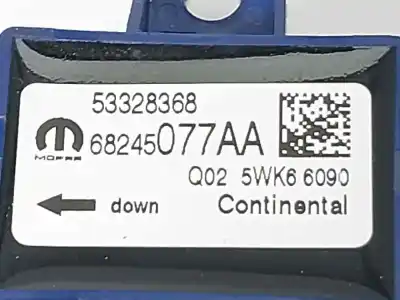 53328368
MOPAR 68245077AA
Q02 5WK6 6090
← down Continental